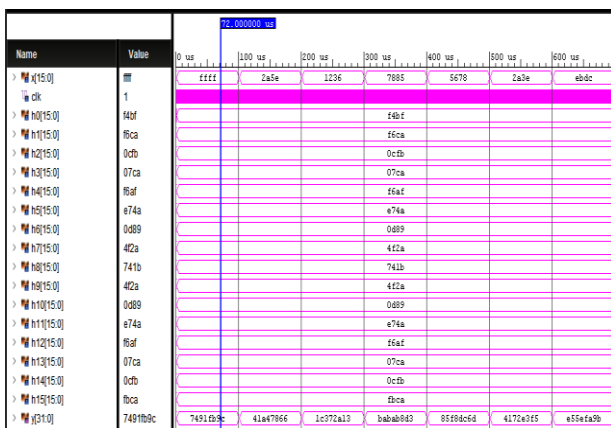 72.000000 us
Name Value 0 us 100 us 200 us 300 us 400 us 500 us 600 us
x[15:0] ffff ffff 2a5e 1236 7885 5678 2a3e ebdc
clk 1
h0[15:0] f4bf f4bf
h1[15:0] f6ca f6ca
h2[15:0] 0cfb 0cfb
h3[15:0] 07ca 07ca
h4[15:0] f6af f6af
h5[15:0] e74a e74a
h6[15:0] 0d89 0d89
h7[15:0] 4f2a 4f2a
h8[15:0] 741b 741b
h9[15:0] 4f2a 4f2a
h10[15:0] 0d89 0d89
h11[15:0] e74a e74a
h12[15:0] f6af f6af
h13[15:0] 07ca 07ca
h14[15:0] 0cfb 0cfb
h15[15:0] fbca fbca
y[31:0] 7491fb9c 7491fb9c 41a47866 1c372a13 babab8d3 85f8dc6d 4172e3f5 e55efa9b